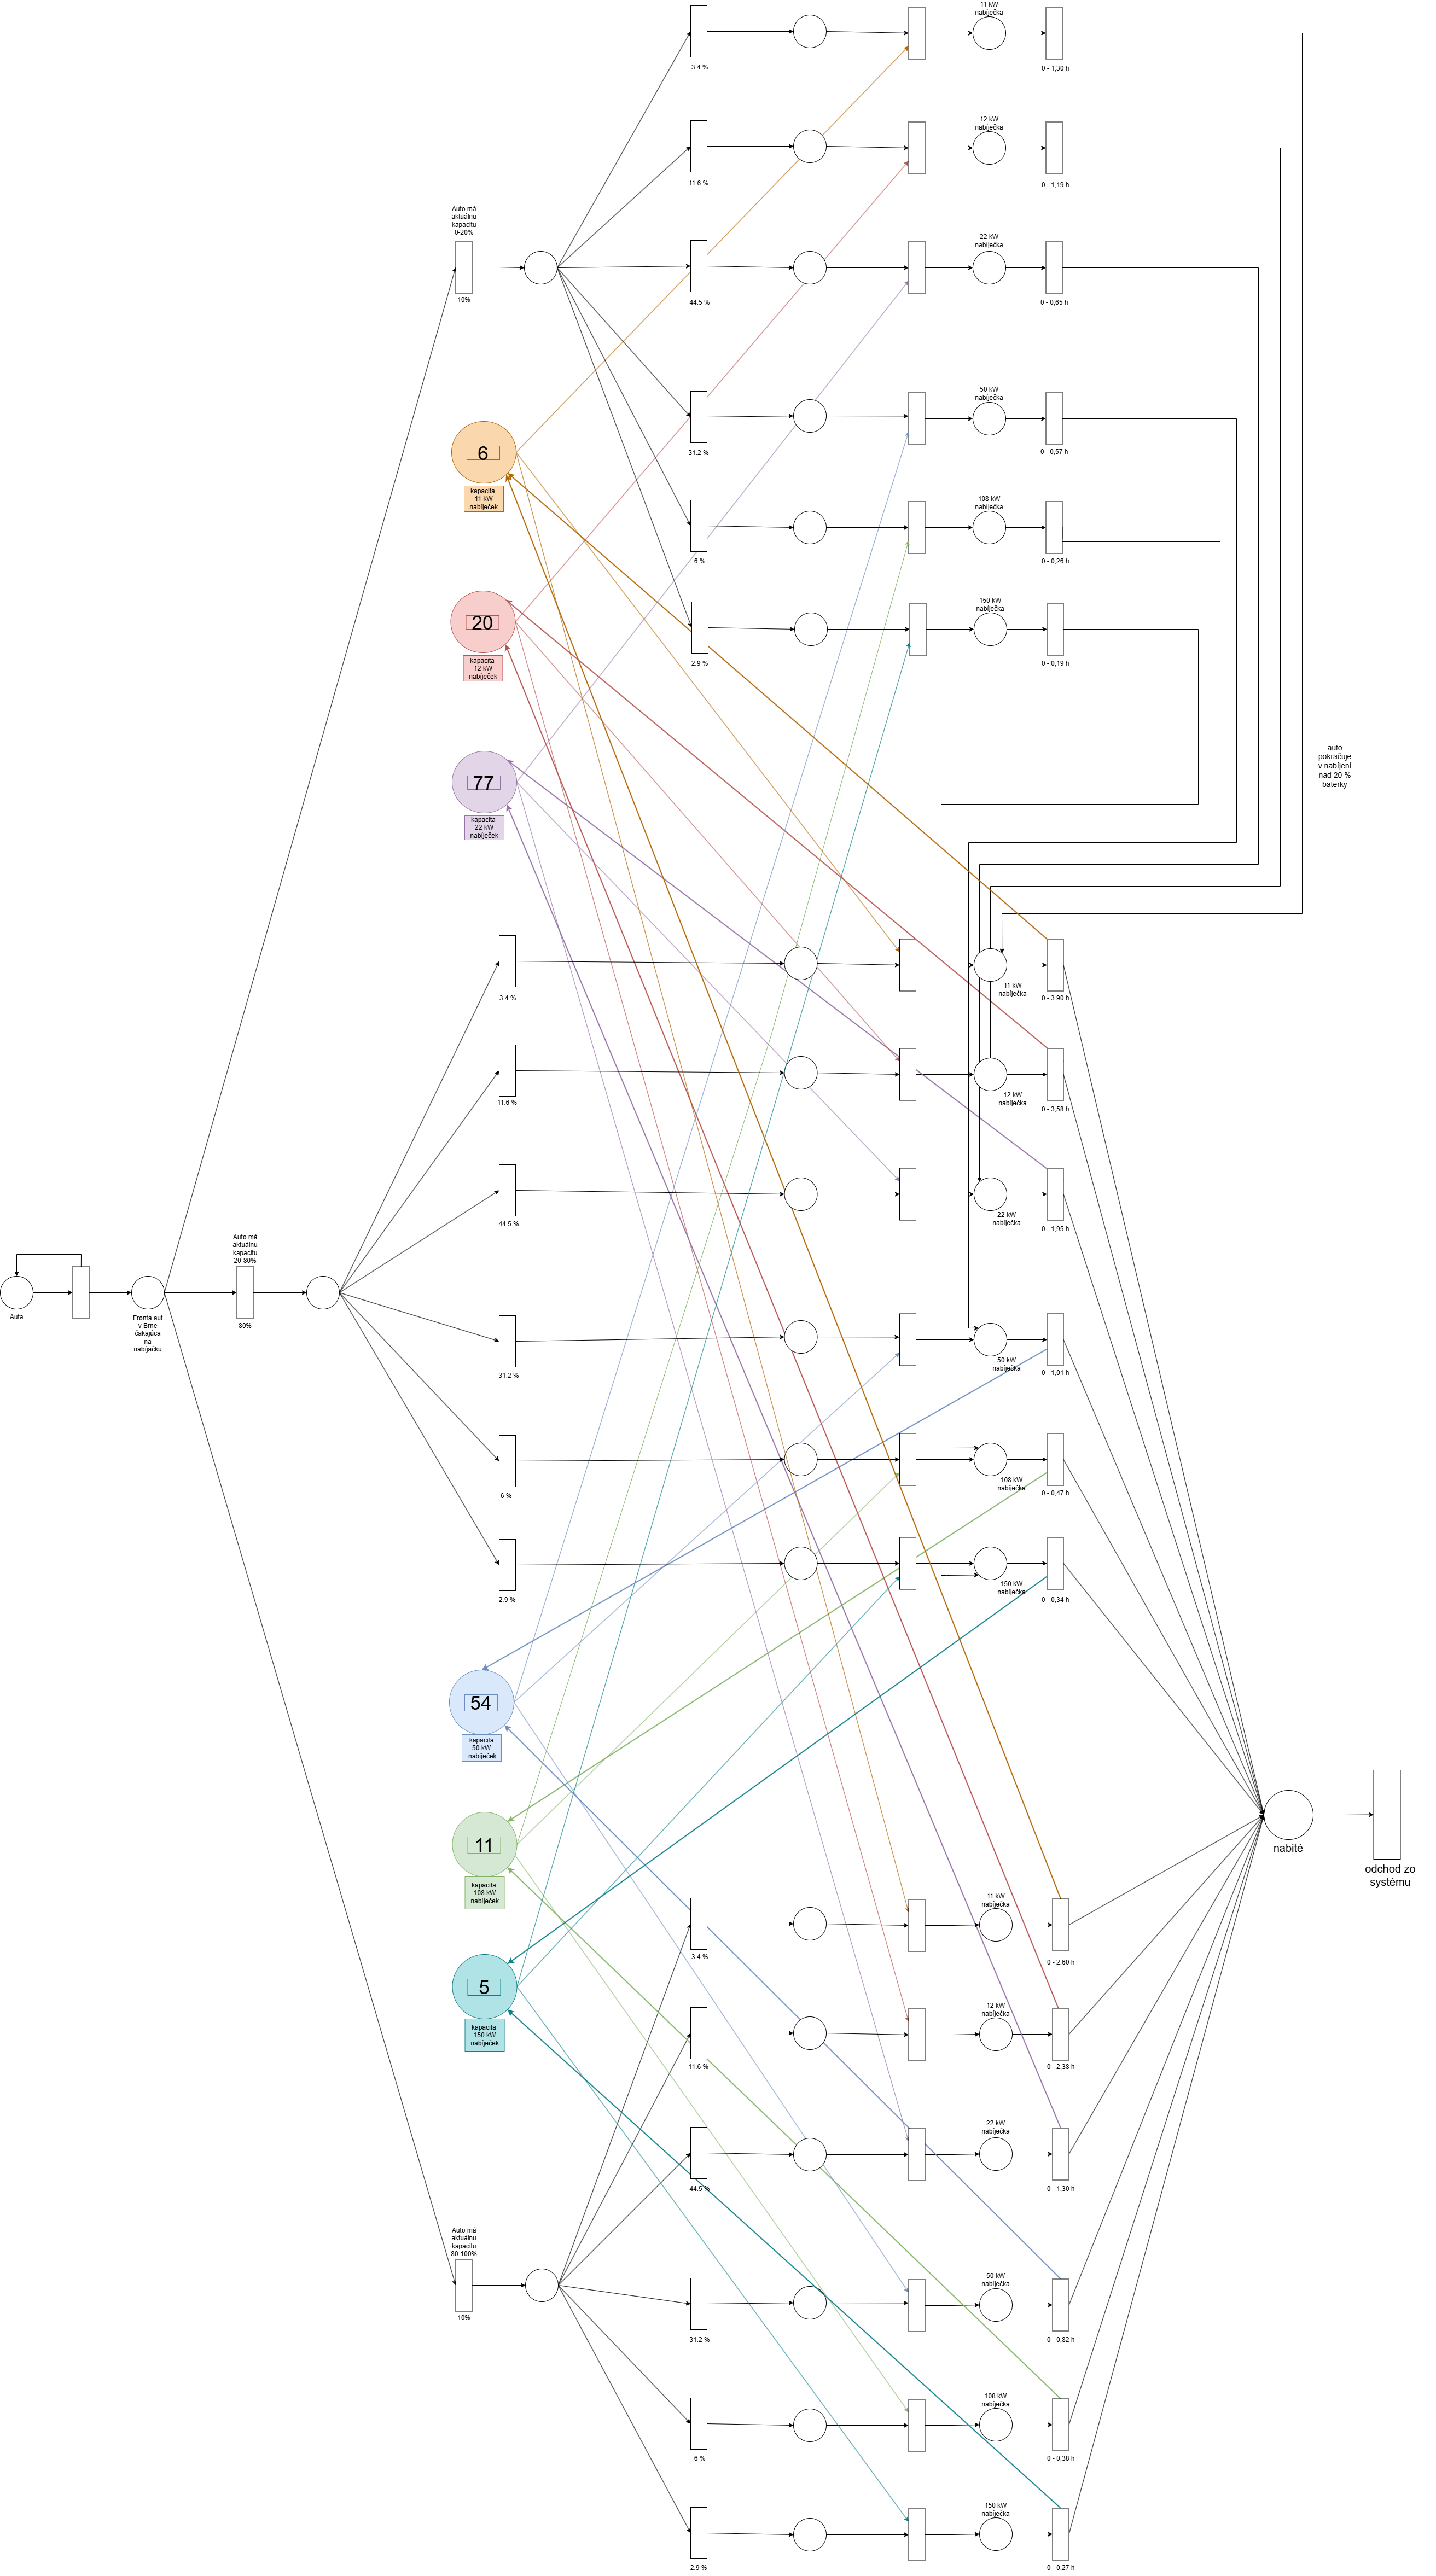 11 kW
nabíječka
3.4 %
0 - 1,30 h
12 kW
nabíječka
11.6 %
0 - 1,19 h
Auto má
aktuálnu
kapacitu
0-20%
10%
22 kW
nabíječka
44.5 %
0 - 0,65 h
50 kW
nabíječka
31.2 %
0 - 0,57 h
6
kapacita
11 kW
nabíječek
108 kW
nabíječka
6 %
0 - 0,26 h
20
kapacita
12 kW
nabíječek
150 kW
nabíječka
2.9 %
0 - 0,19 h
77
kapacita
22 kW
nabíječek
auto
pokračuje
v nabíjení
nad 20 %
baterky
3.4 %
11 kW
nabíječka
0 - 3.90 h
11.6 %
12 kW
nabíječka
0 - 3,58 h
44.5 %
22 kW
nabíječka
0 - 1,95 h
Auta
Fronta aut
v Brne
čakajúca
na
nabíjačku
Auto má
aktuálnu
kapacitu
20-80%
80%
31.2 %
50 kW
nabíječka
0 - 1,01 h
6 %
108 kW
nabíječka
0 - 0,47 h
2.9 %
150 kW
nabíječka
0 - 0,34 h
54
kapacita
50 kW
nabíječek
11
kapacita
108 kW
nabíječek
nabité
odchod zo
systému
5
kapacita
150 kW
nabíječek
11 kW
nabíječka
3.4 %
0 - 2.60 h
12 kW
nabíječka
11.6 %
0 - 2,38 h
22 kW
nabíječka
44.5 %
0 - 1,30 h
Auto má
aktuálnu
kapacitu
80-100%
10%
50 kW
nabíječka
31.2 %
0 - 0,82 h
108 kW
nabíječka
6 %
0 - 0,38 h
150 kW
nabíječka
2.9 %
0 - 0,27 h